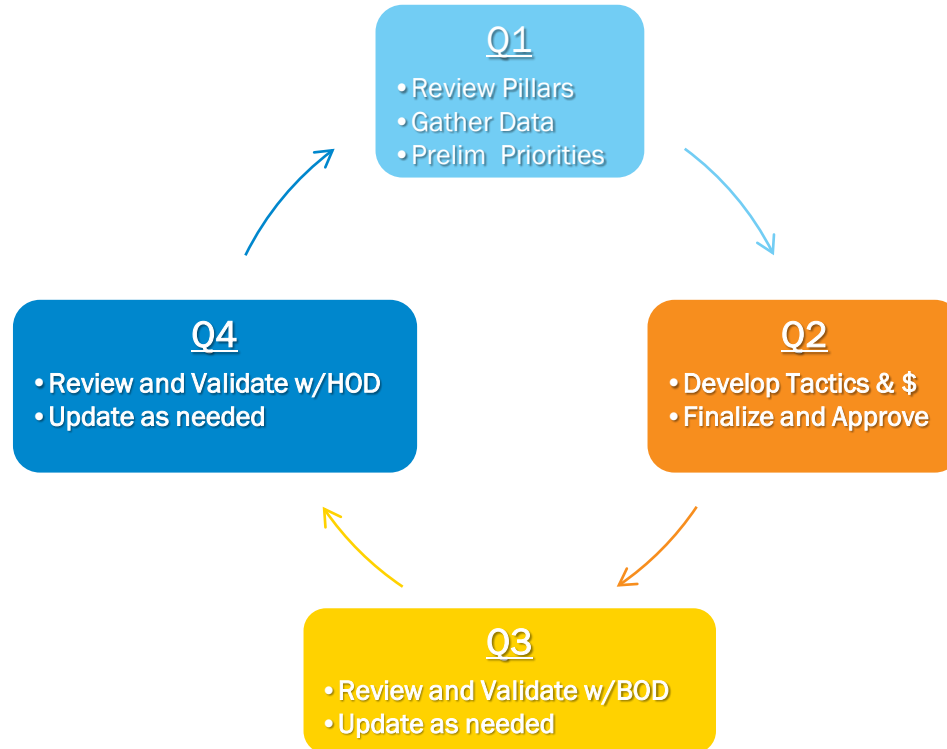 Q1
• Review Pillars
• Gather Data
• Prelim Priorities
Q2
• Develop Tactics & $
• Finalize and Approve
Q3
• Review and Validate w/BOD
• Update as needed
Q4
• Review and Validate w/HOD
• Update as needed